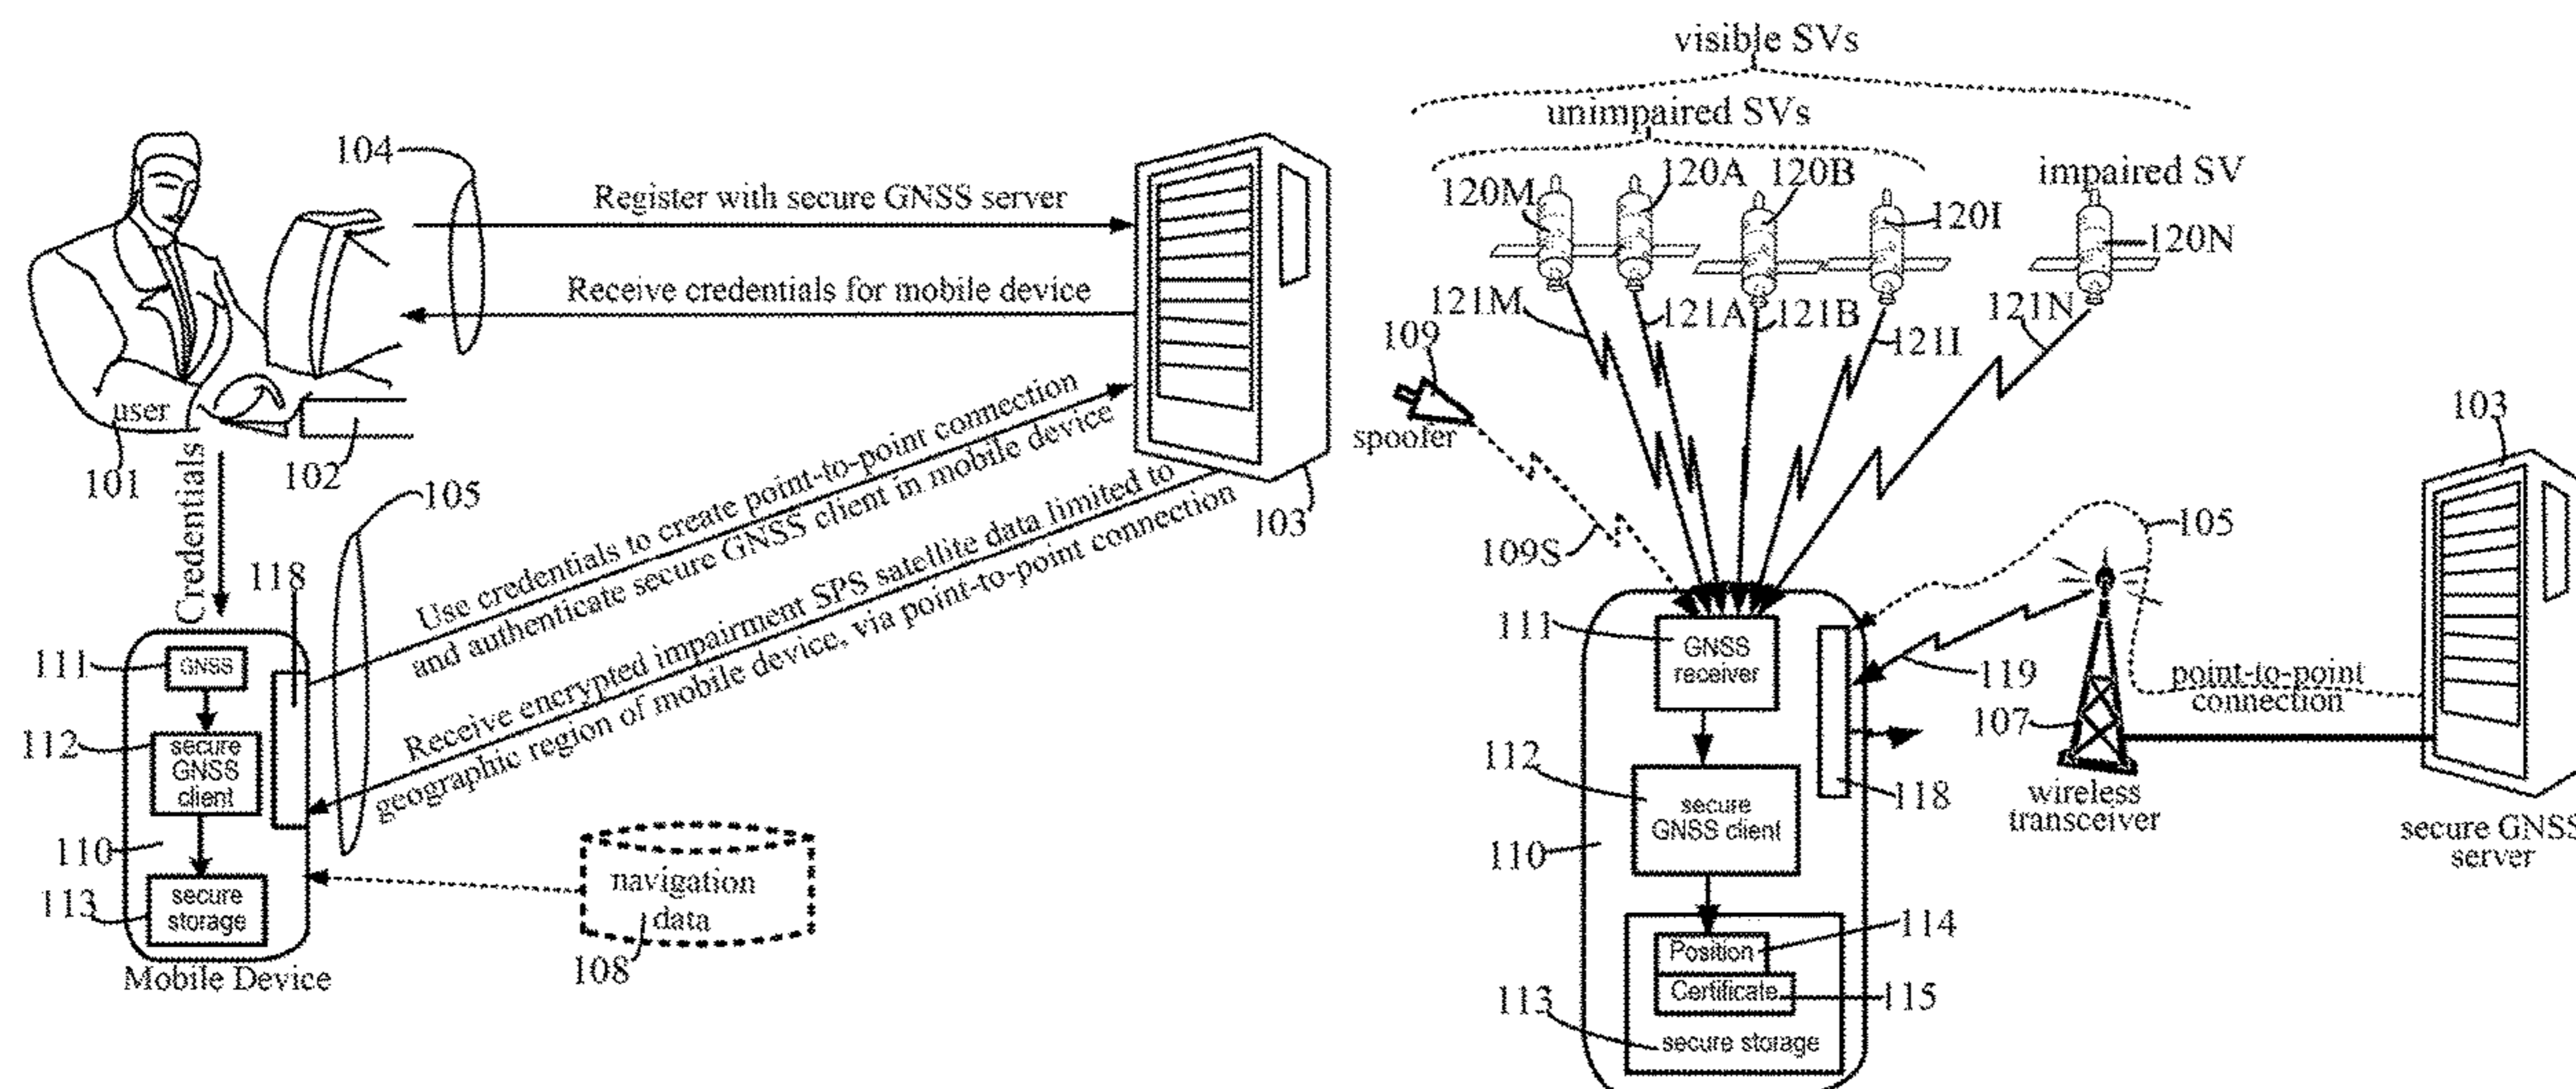 104
Register with secure GNSS server
Receive credentials for mobile device
user
101
102
Credentials
103
105
Use credentials to create point-to-point connection
and authenticate secure GNSS client in mobile device
Receive encrypted impairment SPS satellite data limited to
geographic region of mobile device, via point-to-point connection
118
111
GNSS
112
secure
GNSS
client
110
113
secure
storage
Mobile Device
navigation
data
108
visible SVs
unimpaired SVs
impaired SV
120M
120A
120B
120I
120N
121M
121A
121B
121I
121N
109
spoofer
109S
103
105
111
GNSS
receiver
119
point-to-point
connection
107
112
secure
GNSS client
118
wireless
transceiver
secure GNSS
server
110
114
Position
Certificate
115
113
secure storage